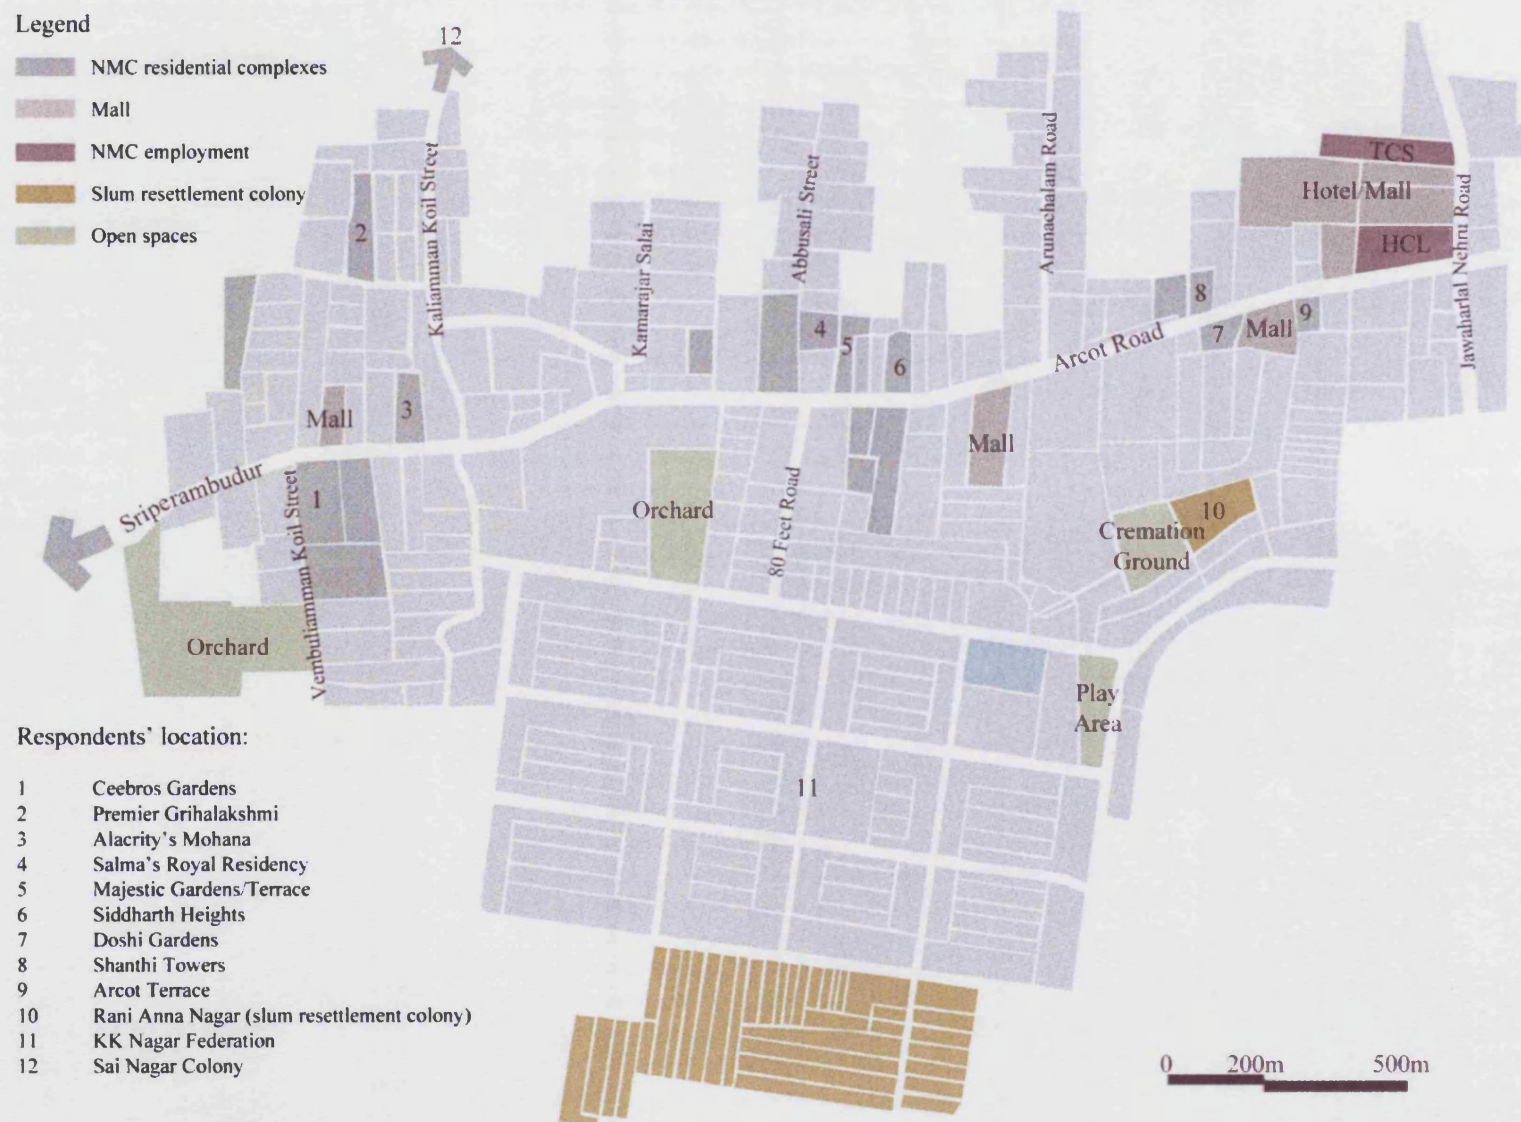 Legend
NMC residential complexes
Mall
NMC employment
Slum resettlement colony
Open spaces
12
TCS
Hotel/Mall
HCL
Kaliamman Koil Street
Kamarajar Salai
Abbusali Street
Arunachalam Road
Jawaharlal Nehru Road
2
8
4
5
6
7
Mall
9
Arcot Road
Mall
3
Mall
Sriperambudur
1
Vembuliamman Koil Street
Orchard
80 Feet Road
10
Cremation
Ground
Orchard
Play
Area
11
Respondents' location:
1 Ceebros Gardens
2 Premier Grihalakshmi
3 Alacrity's Mohana
4 Salma's Royal Residency
5 Majestic Gardens/Terrace
6 Siddharth Heights
7 Doshi Gardens
8 Shanthi Towers
9 Arcot Terrace
10 Rani Anna Nagar (slum resettlement colony)
11 KK Nagar Federation
12 Sai Nagar Colony
0 200m 500m